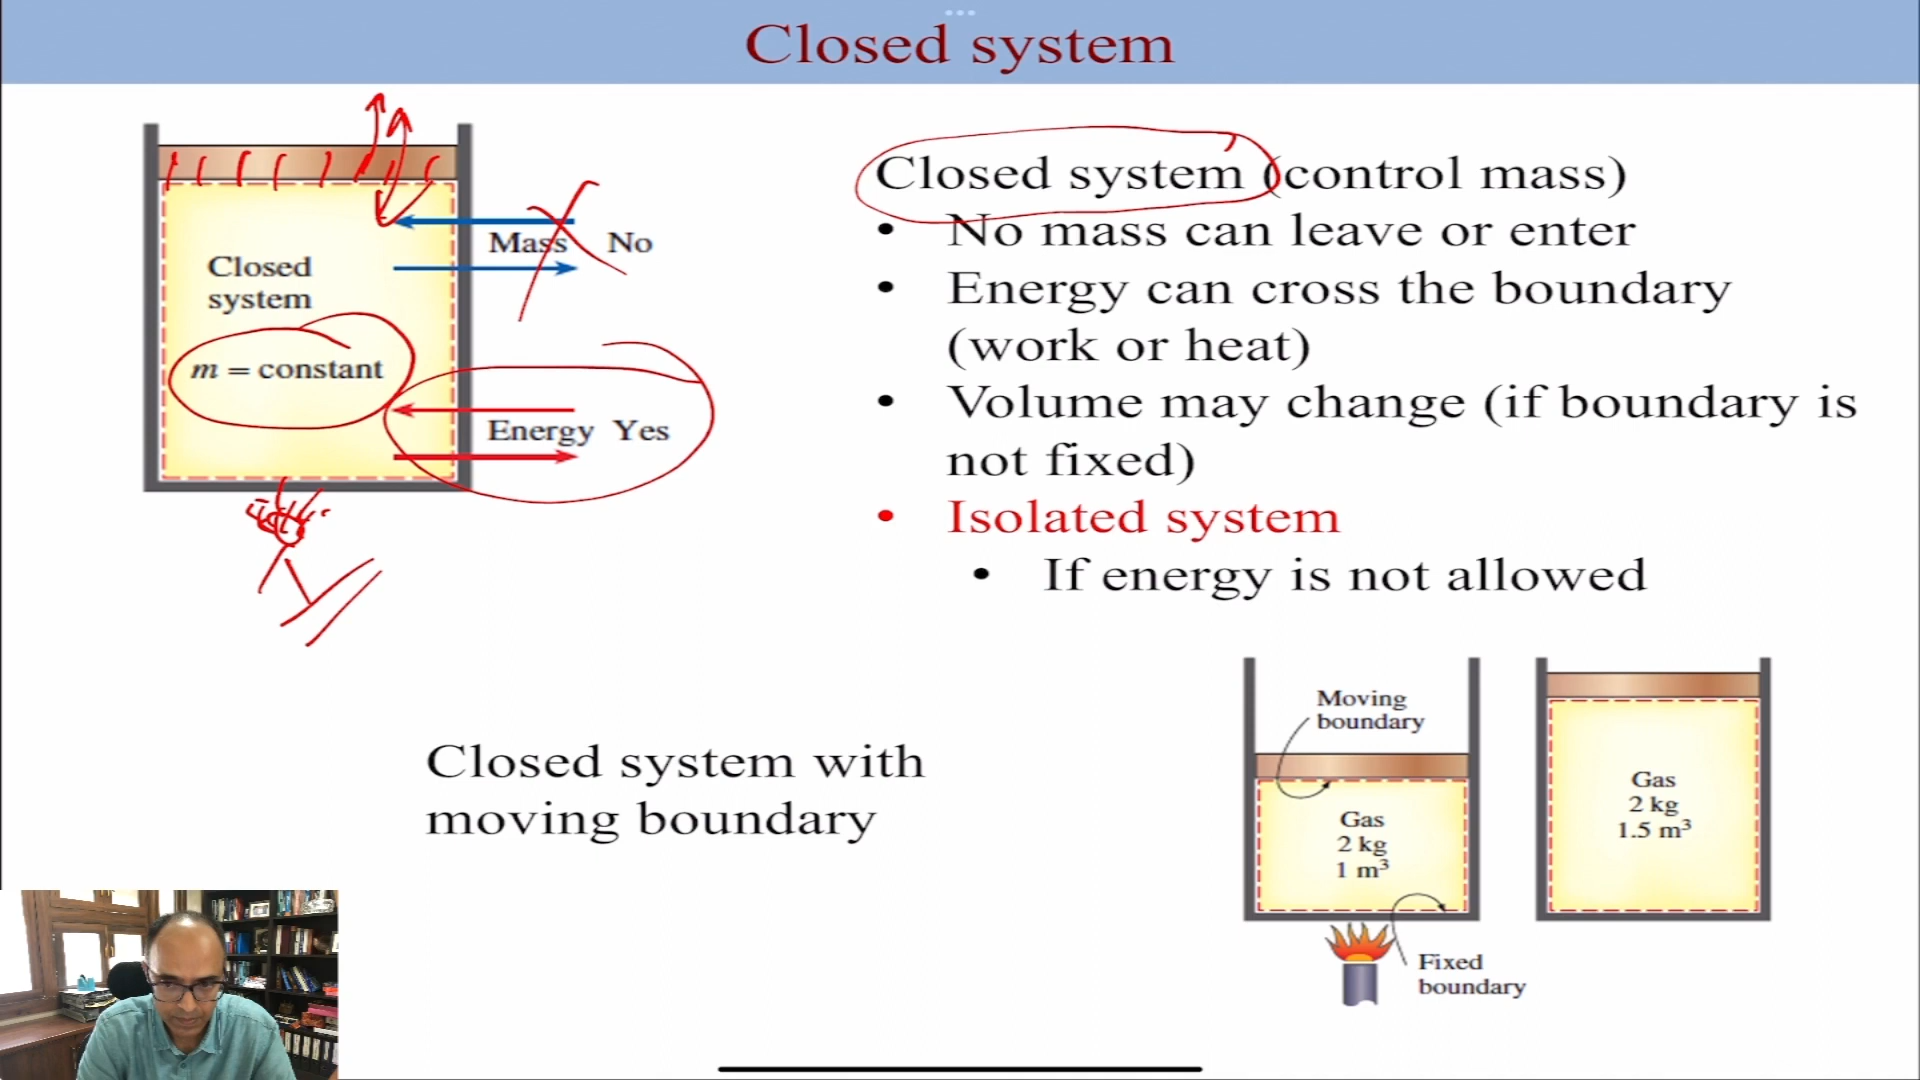 Closed system
Closed
system
m = constant
Mass No
Energy Yes
Closed system (control mass)
• No mass can leave or enter
• Energy can cross the boundary
(work or heat)
• Volume may change (if boundary is
not fixed)
• Isolated system
• If energy is not allowed
Closed system with
moving boundary
Moving
boundary
Gas
2 kg
1 m³
Fixed
boundary
Gas
2 kg
1.5 m³